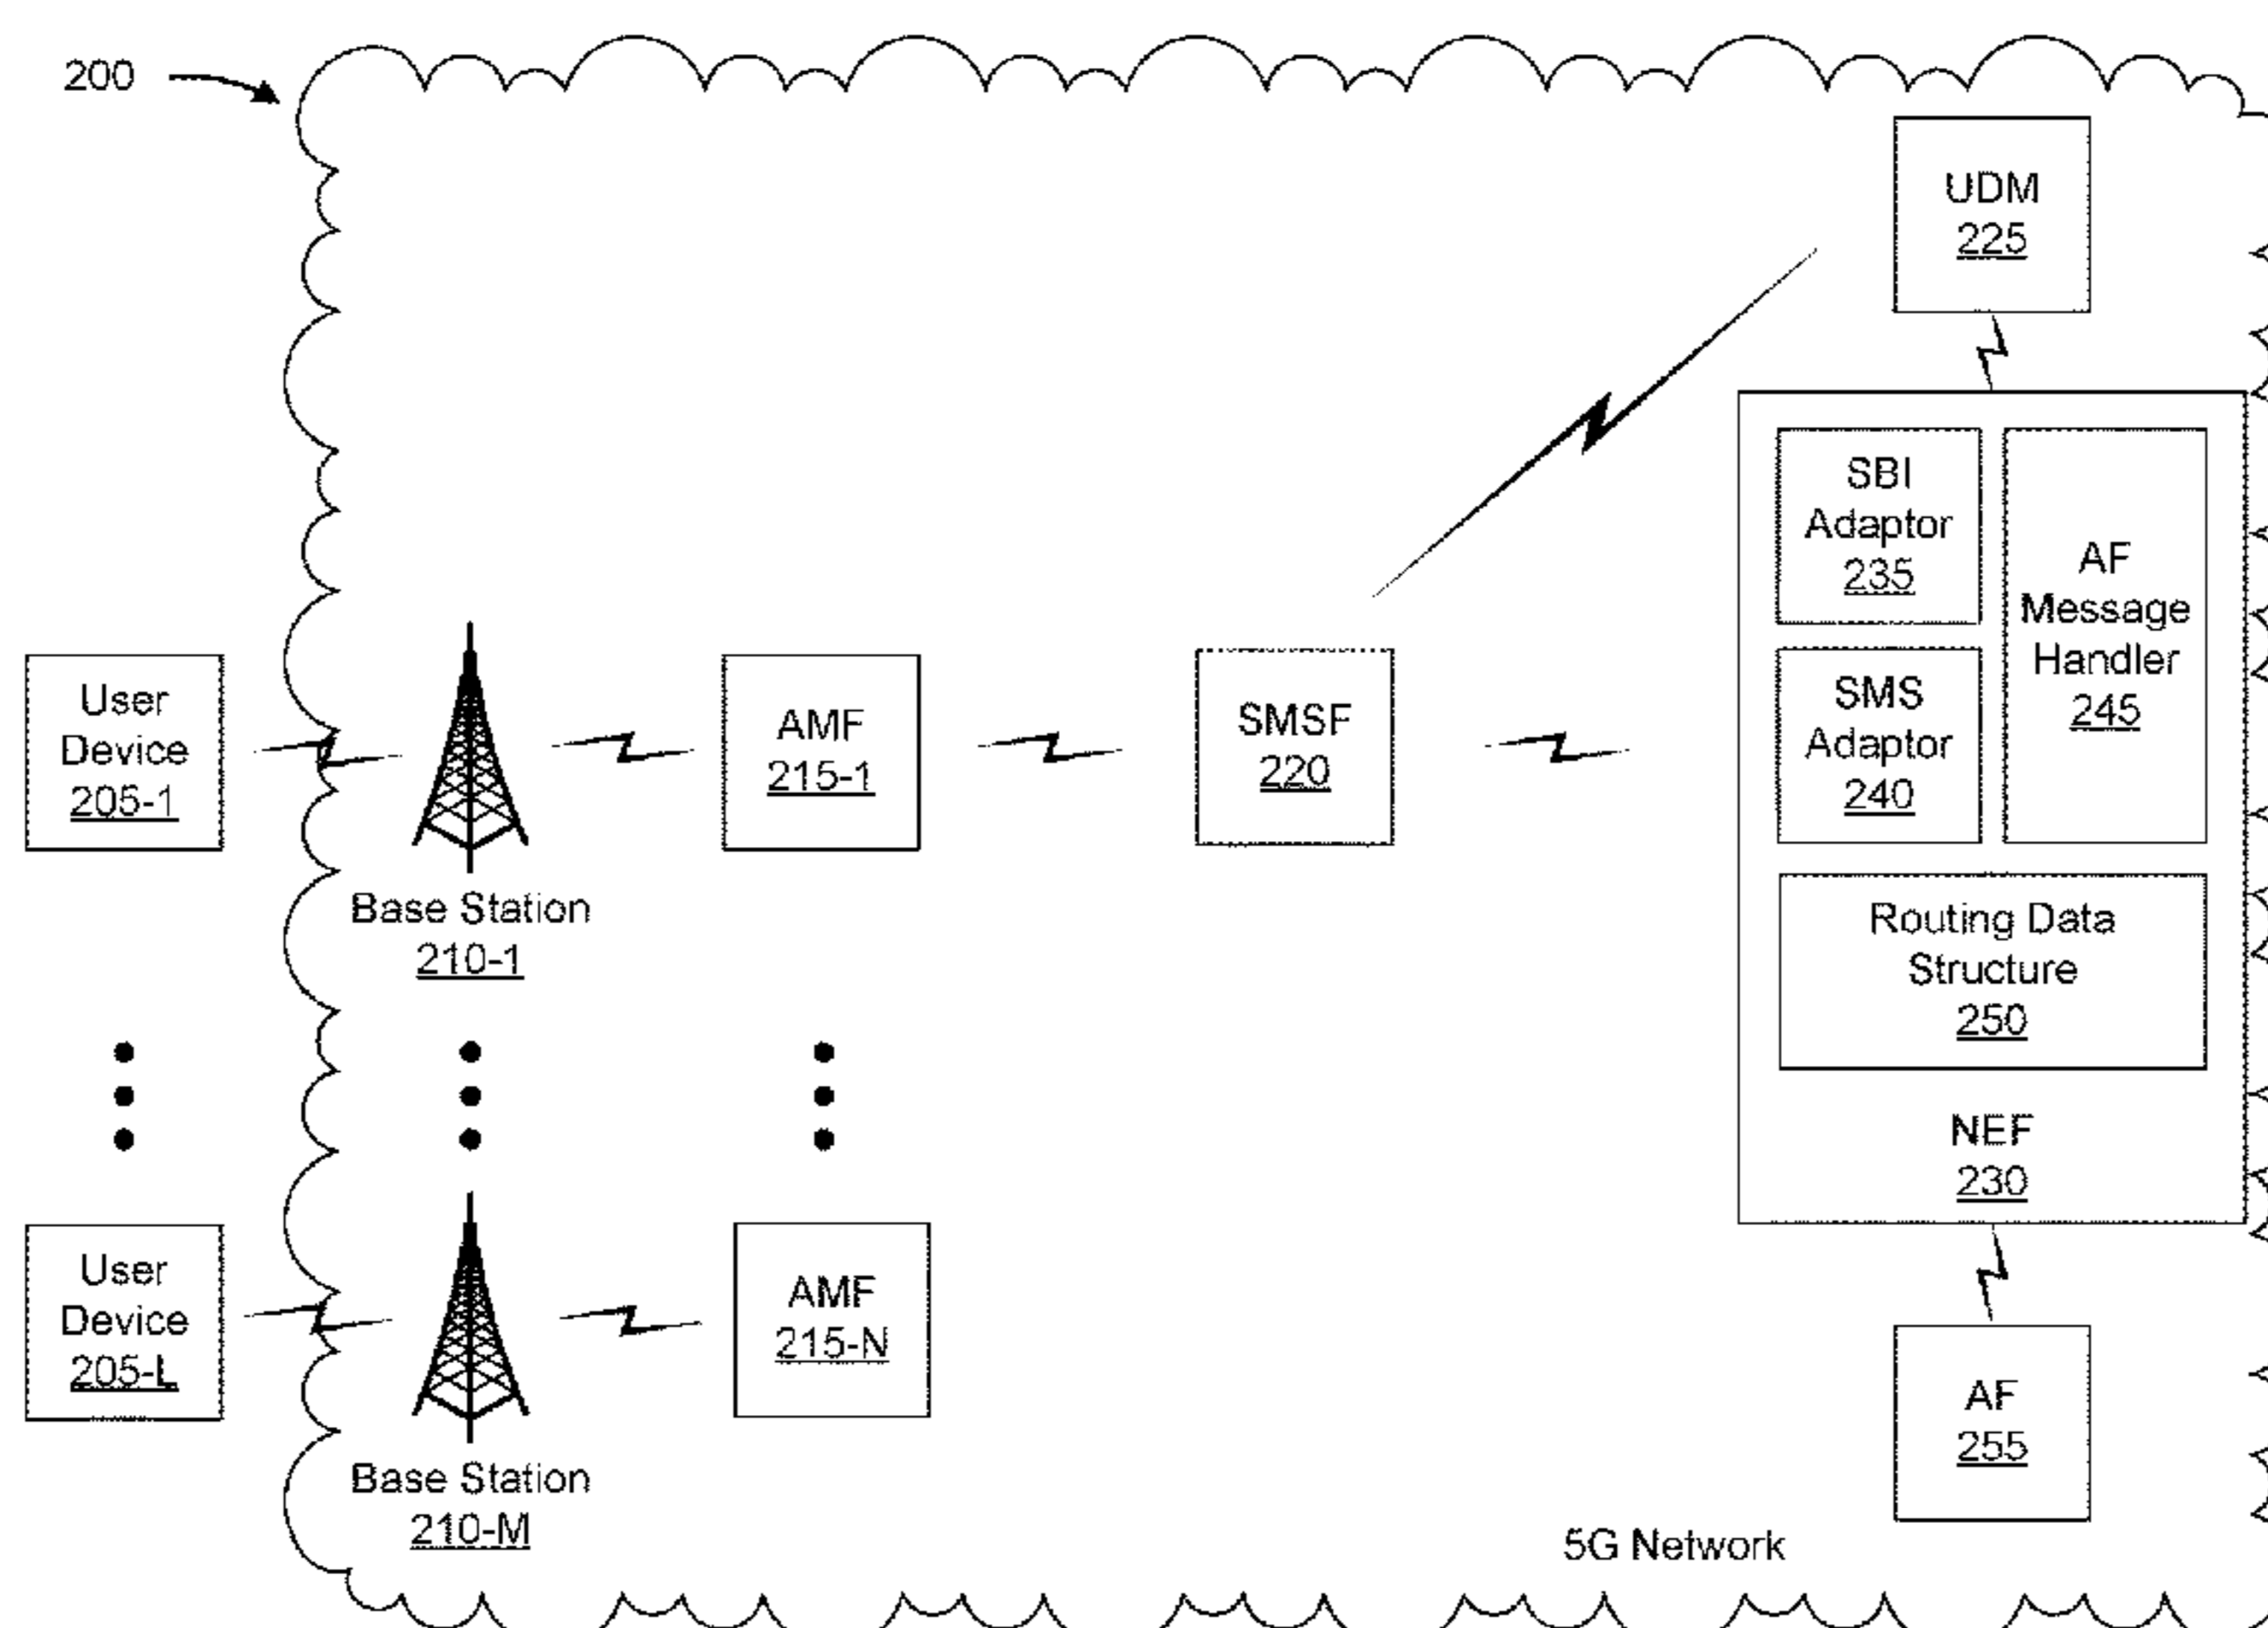 200
UDM
225
SBI
Adaptor
235
AF
Message
Handler
245
SMS
Adaptor
240
User
Device
205-1
AMF
215-1
SMSF
220
Base Station
210-1
Routing Data
Structure
250
NEF
230
User
Device
205-L
AMF
215-N
Base Station
210-M
AF
255
5G Network